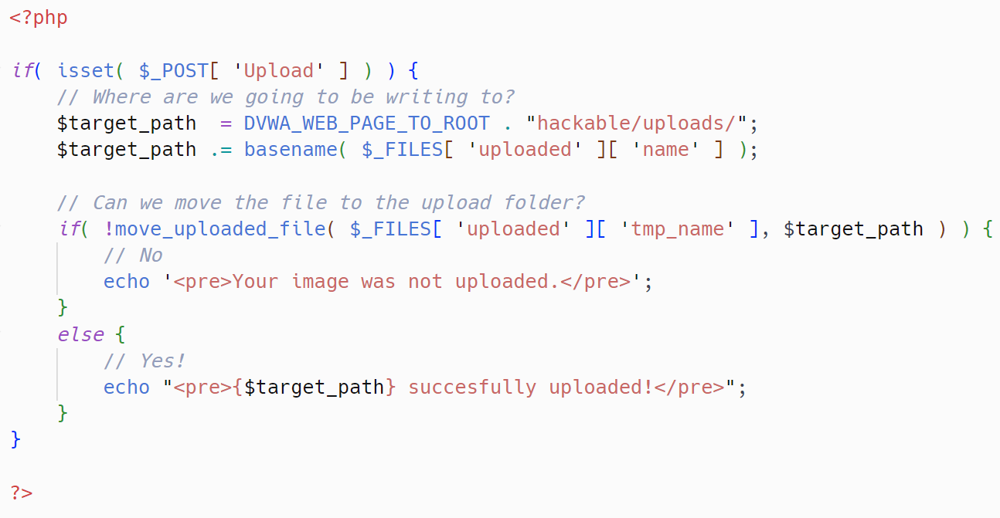 <?php
if( isset( $_POST[ 'Upload' ] ) ) {
    // Where are we going to be writing to?
    $target_path  = DVWA_WEB_PAGE_TO_ROOT . "hackable/uploads/";
    $target_path .= basename( $_FILES[ 'uploaded' ][ 'name' ] );
    // Can we move the file to the upload folder?
    if( !move_uploaded_file( $_FILES[ 'uploaded' ][ 'tmp_name' ], $target_path ) ) {
        // No
        echo '<pre>Your image was not uploaded.</pre>';
    }
    else {
        // Yes!
        echo "<pre>{$target_path} succesfully uploaded!</pre>";
    }
}
?>